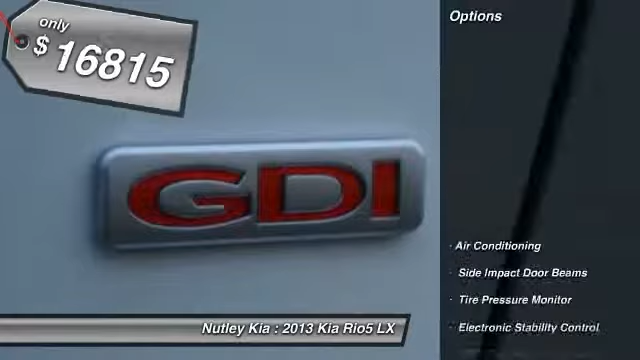 only
$16815
Options
GDI
· Air Conditioning
· Side Impact Door Beams
· Tire Pressure Monitor
· Electronic Stability Control
Nutley Kia : 2013 Kia Rio5 LX